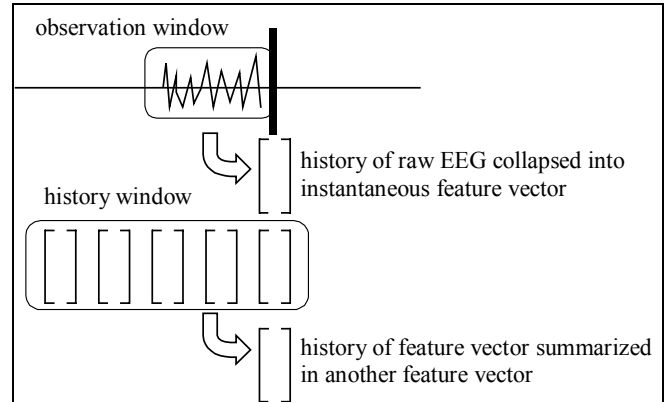 observation window
history of raw EEG collapsed into
instantaneous feature vector
history window
history of feature vector summarized
in another feature vector